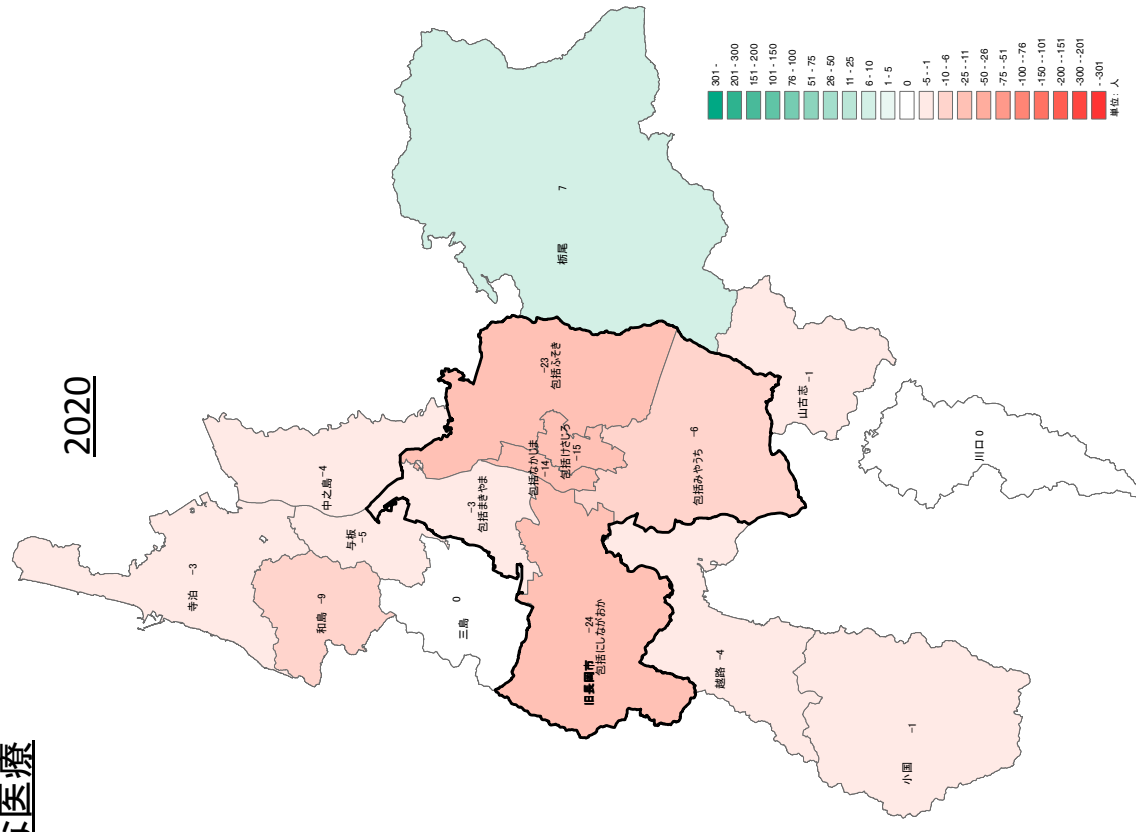 医療
2020
寺泊 -3
和島 -9
与板
-5
中之島 -4
三島 0
-3
包括まきやま
包括なかじま
-14
包括けさじろ
-15
-23
包括ふそき
栃尾 7
-6
包括みやうち
-24
包括にしながおか
旧長岡市
越路 -4
小国 -1
山古志 -1
川口 0
301 -
201 - 300
151 - 200
101 - 150
76 - 100
51 - 75
26 - 50
11 - 25
6 - 10
1 - 5
0
-5 - -1
-10 - -6
-25 - -11
-50 - -26
-75 - -51
-100 - -76
-150 - -101
-200 - -151
-300 - -201
- -301
単位: 人